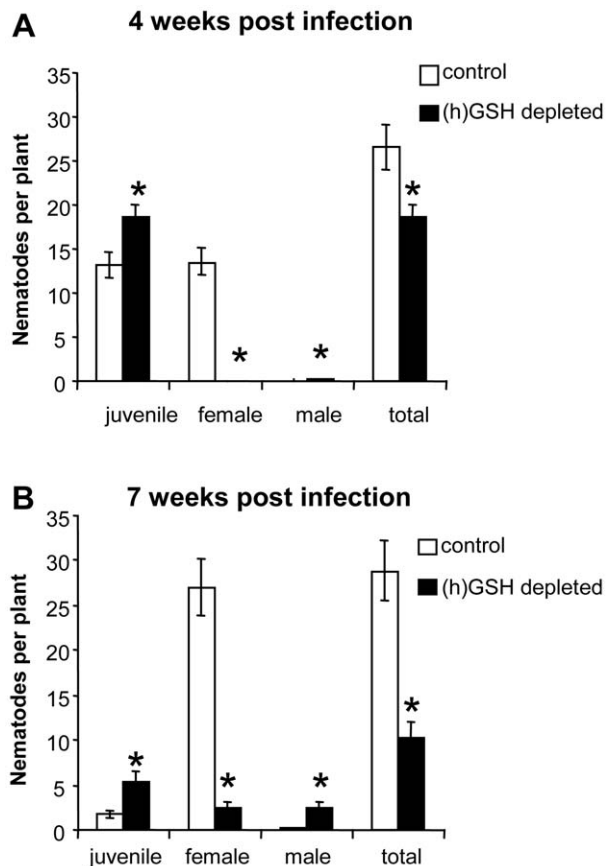 A
4 weeks post infection
control
(h)GSH depleted
Nematodes per plant
35
30
25
20
15
10
5
0
*
*
*
*
juvenile female male total
B
7 weeks post infection
control
(h)GSH depleted
Nematodes per plant
35
30
25
20
15
10
5
0
*
*
*
*
juvenile female male total